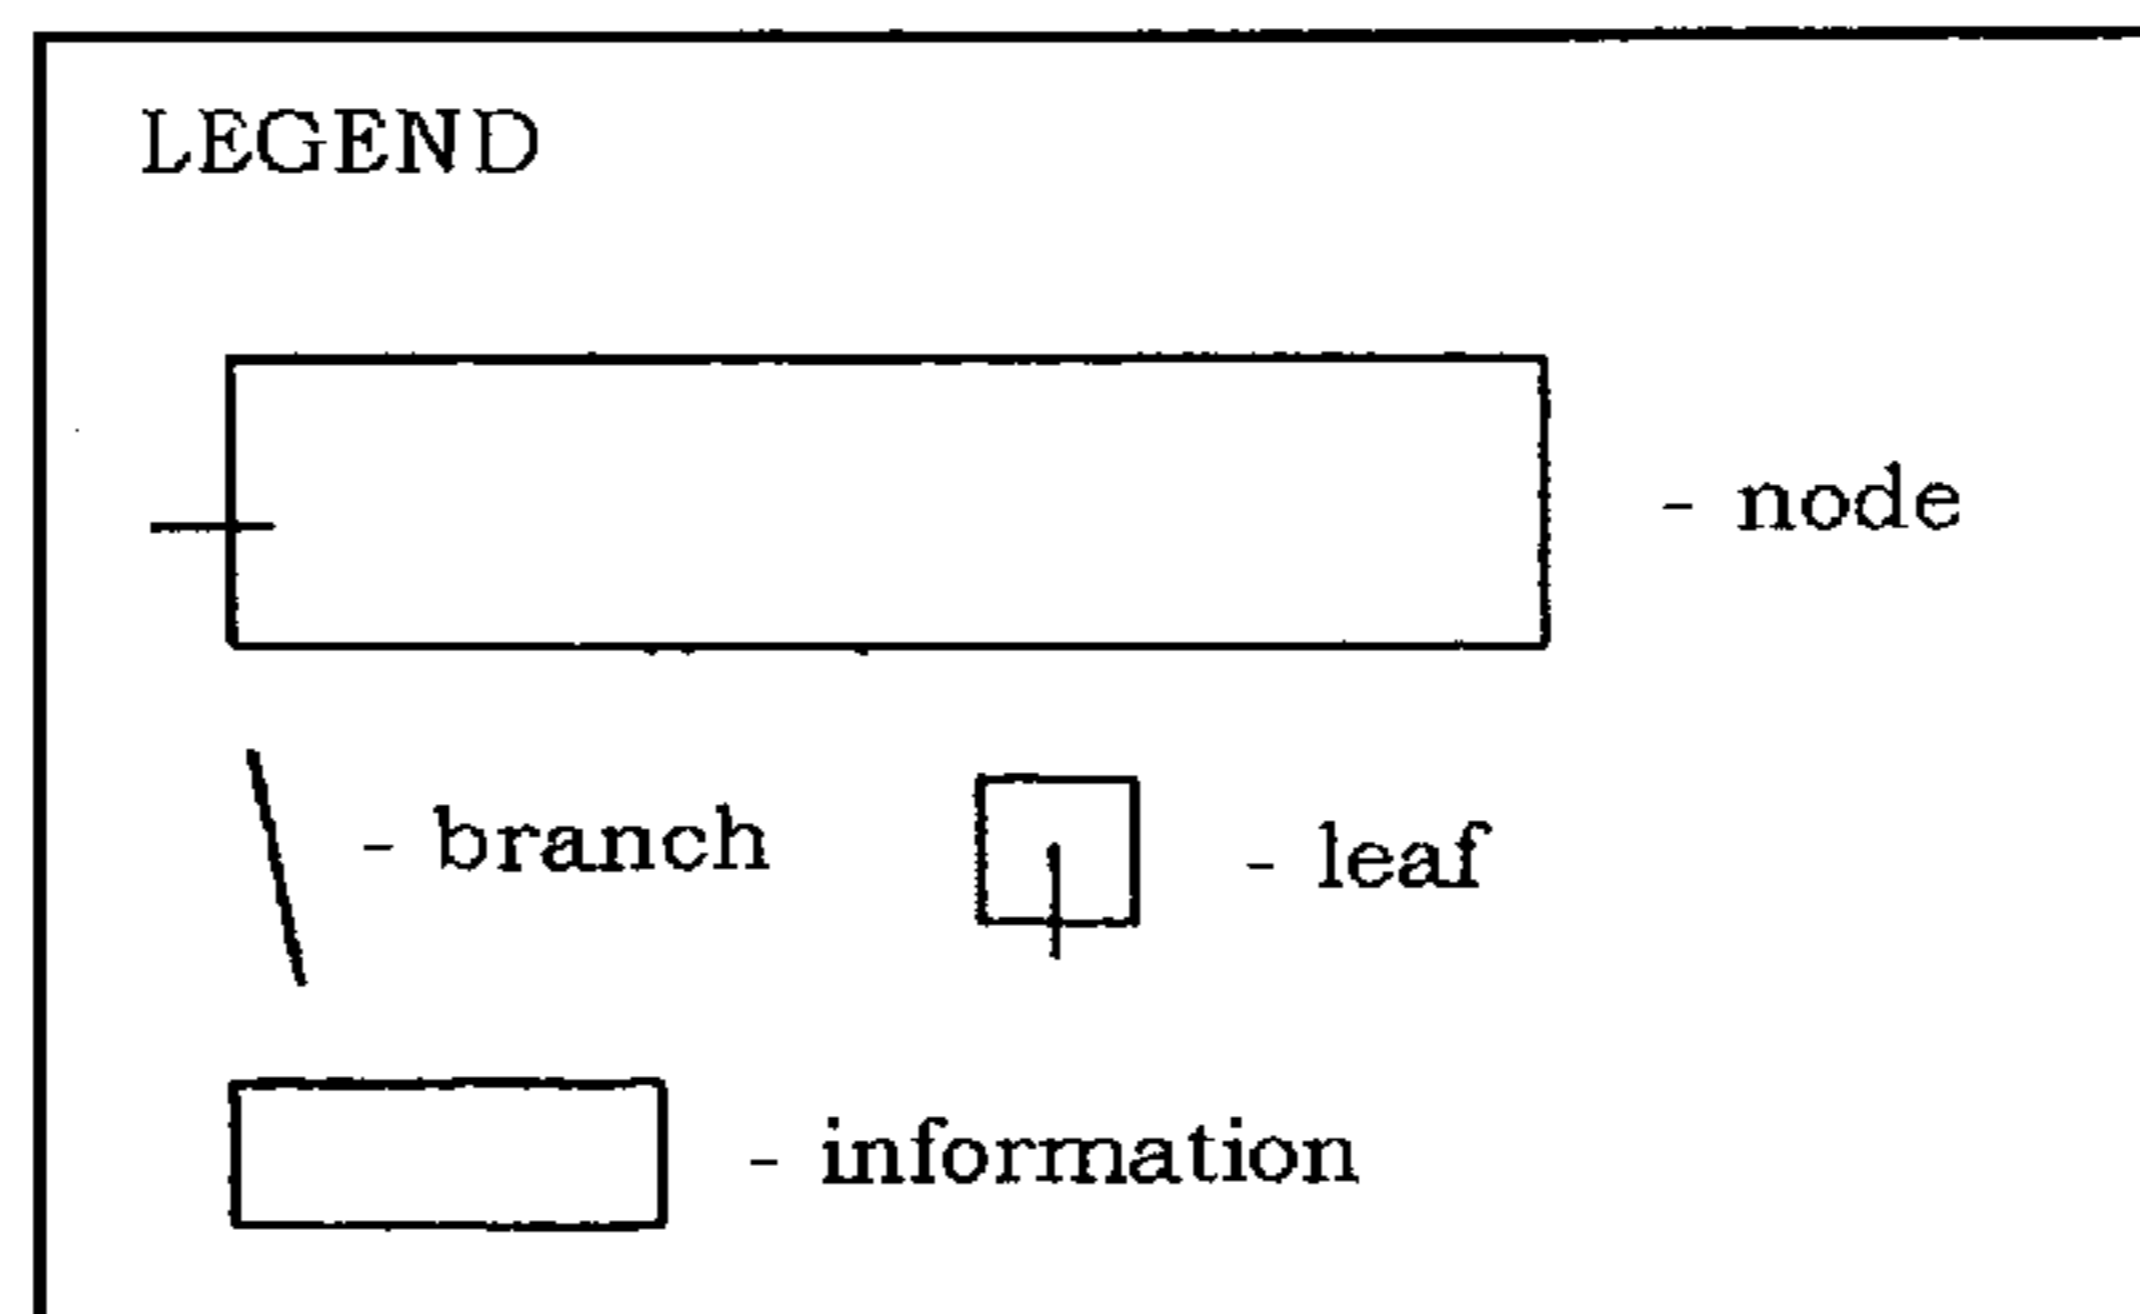 LEGEND
- node
- branch
- leaf
- information